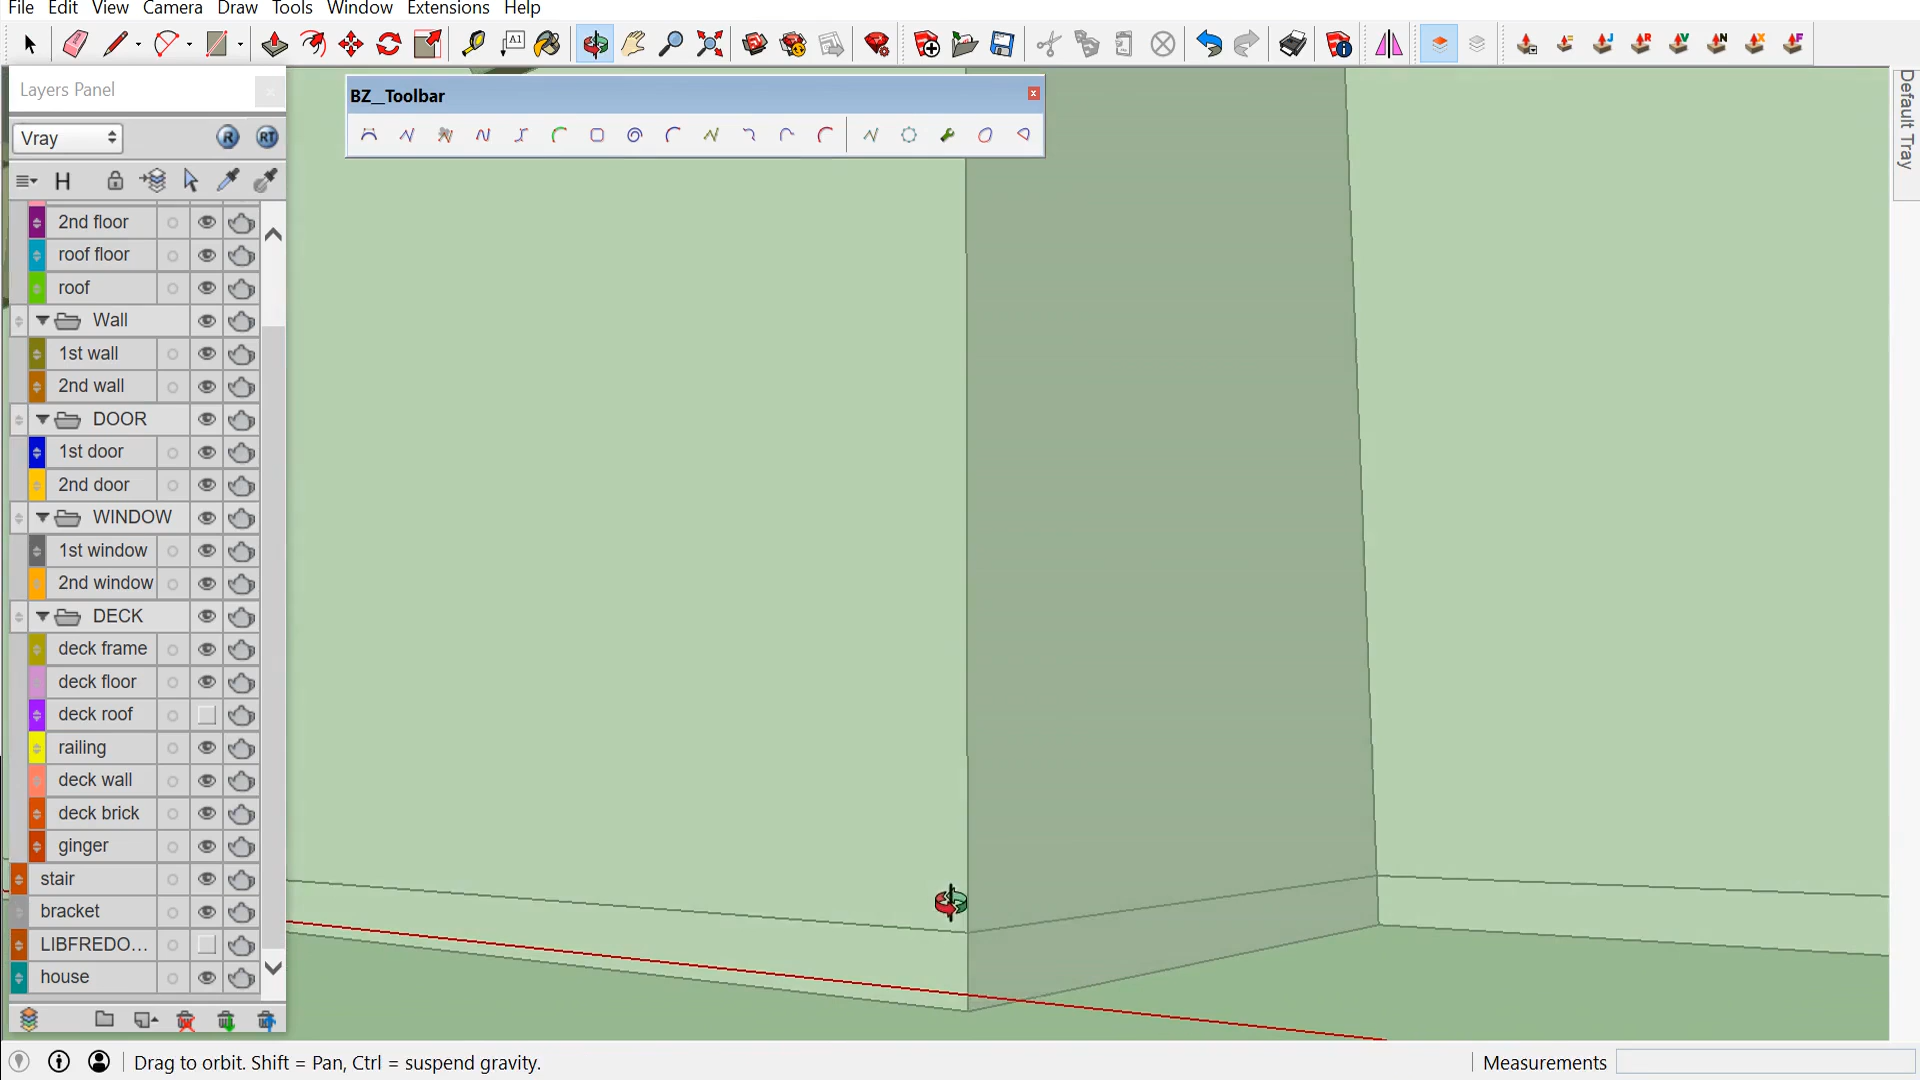 File Edit View Camera Draw Tools Window Extensions Help
A1
Layers Panel
BZ__Toolbar
Default Tray
Vray
R RT
H
2nd floor
roof floor
roof
Wall
1st wall
2nd wall
DOOR
1st door
2nd door
WINDOW
1st window
2nd window
DECK
deck frame
deck floor
deck roof
railing
deck wall
deck brick
ginger
stair
bracket
LIBFREDO...
house
Drag to orbit. Shift = Pan, Ctrl = suspend gravity.
Measurements